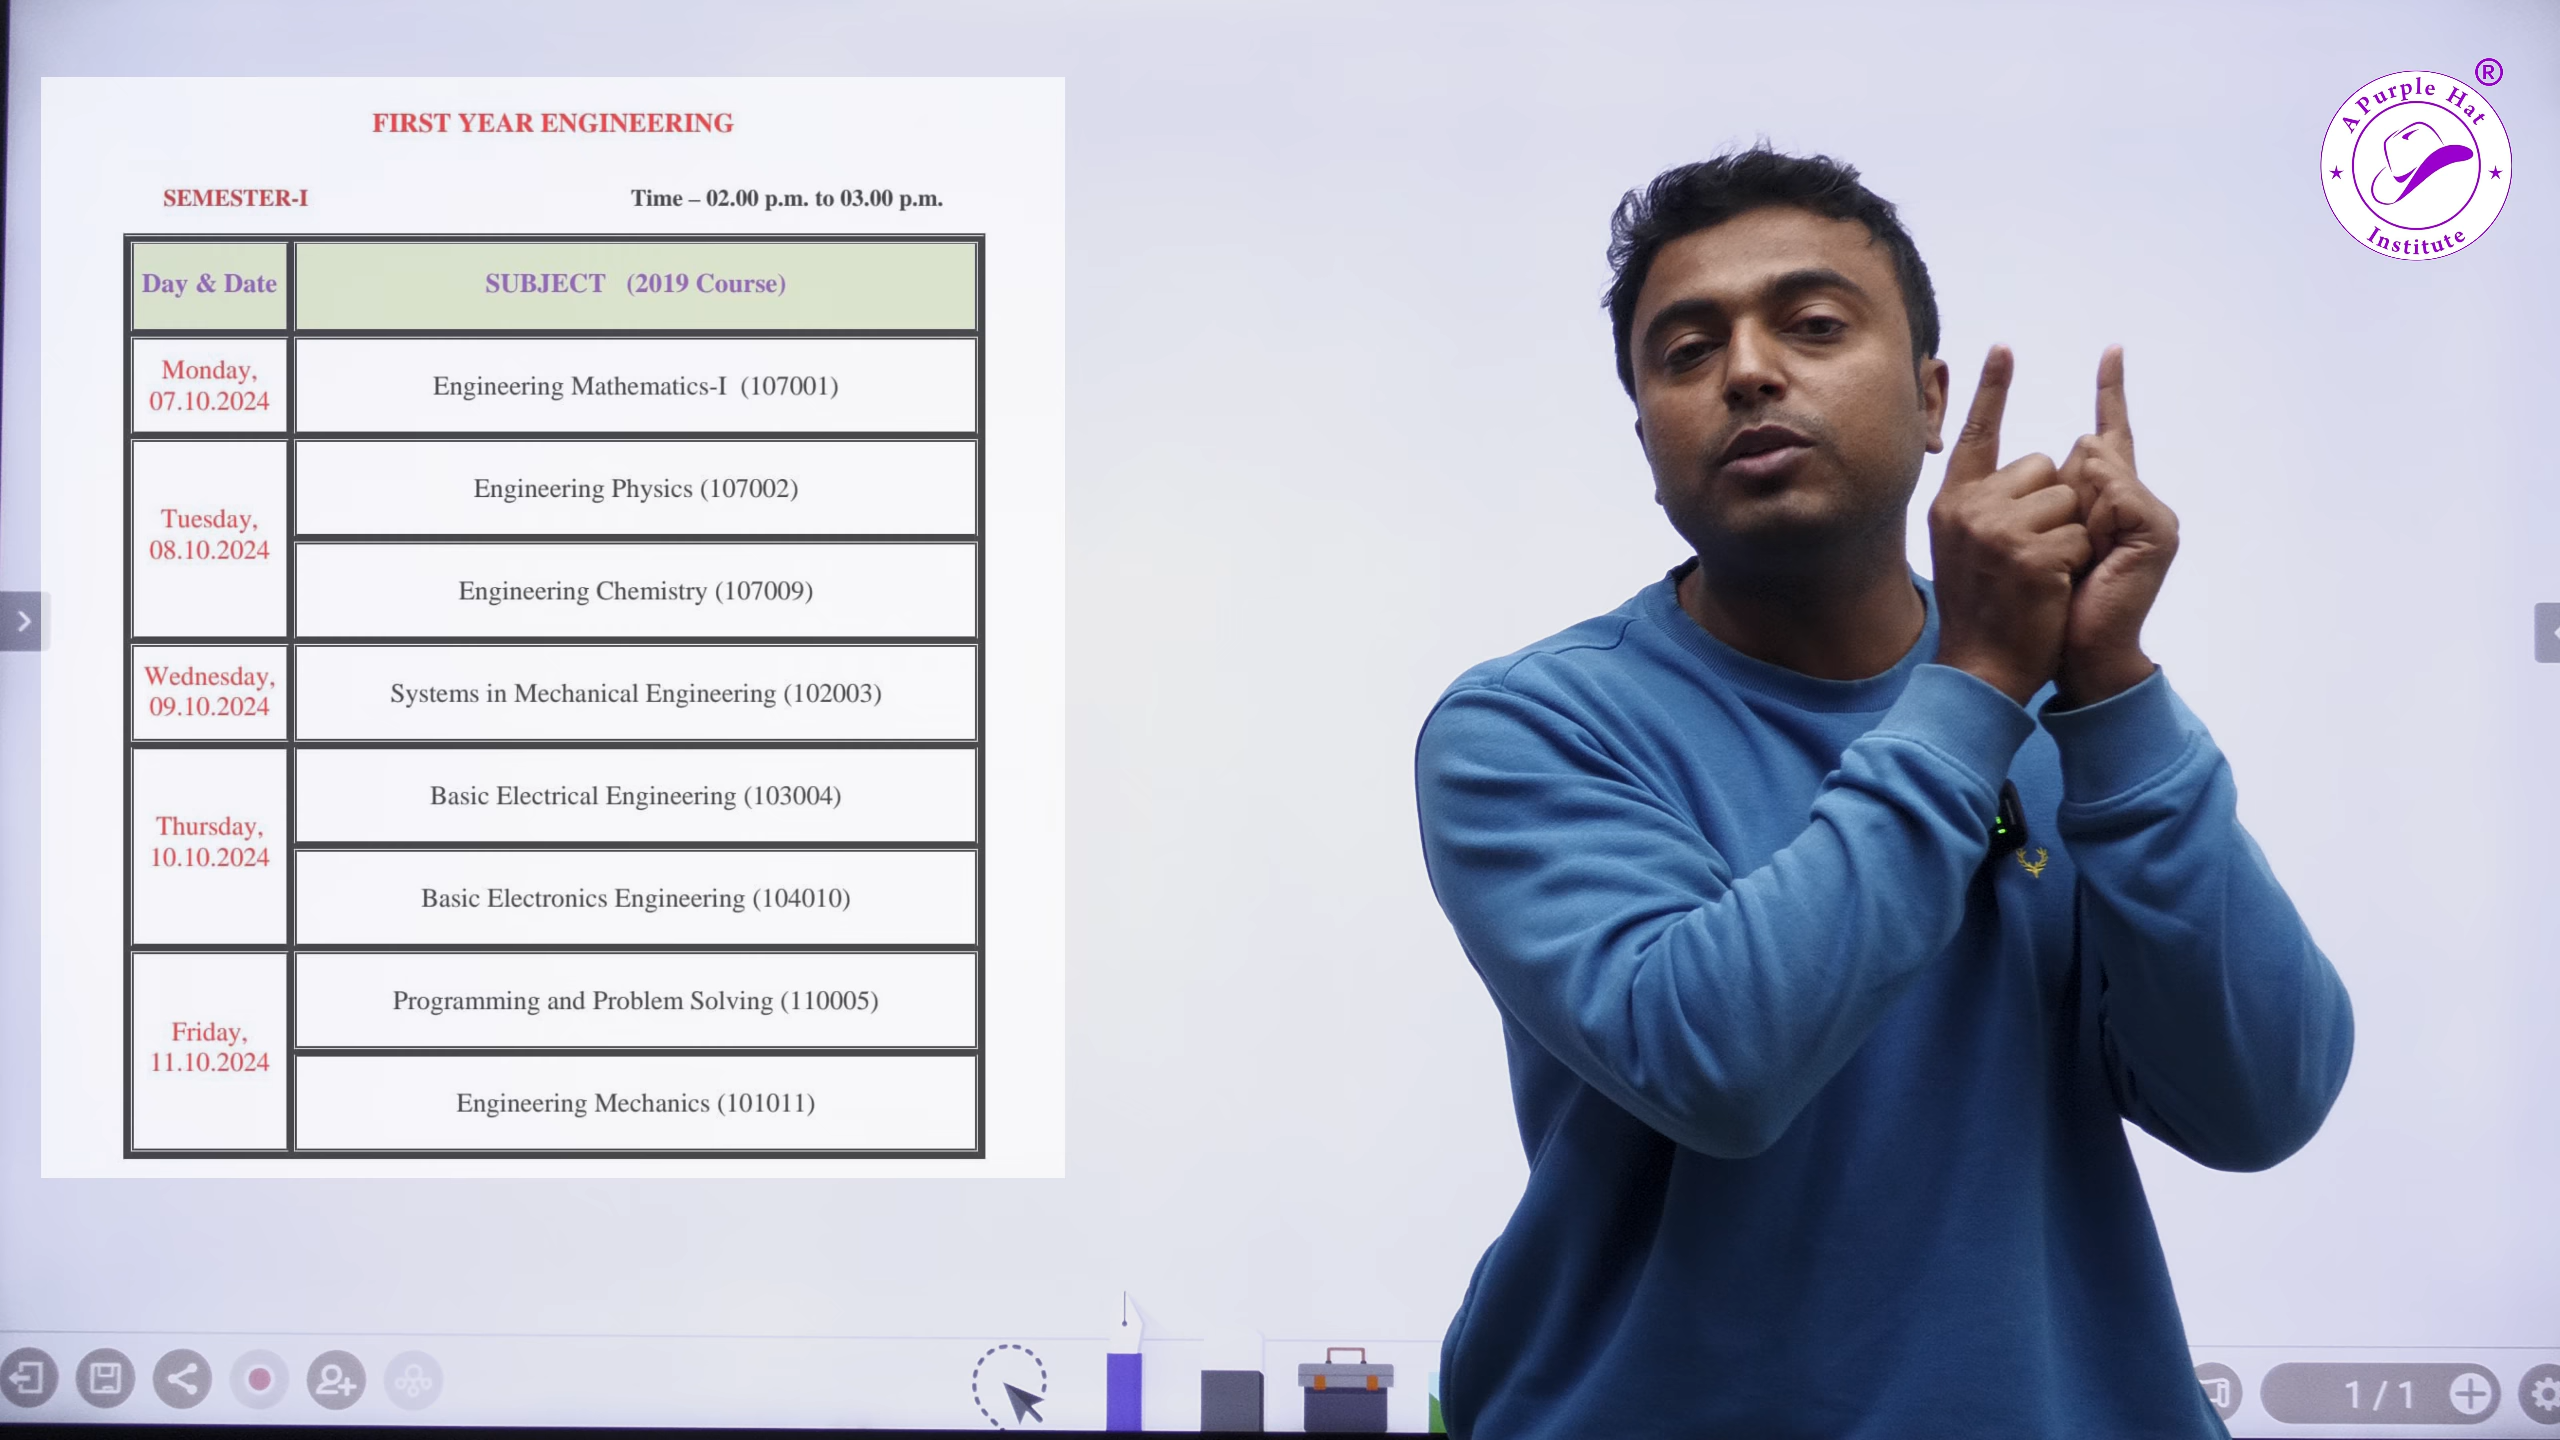 FIRST YEAR ENGINEERING
SEMESTER-I Time – 02.00 p.m. to 03.00 p.m.
Day & Date SUBJECT (2019 Course)
Monday,
07.10.2024
Engineering Mathematics-I (107001)
Tuesday,
08.10.2024
Engineering Physics (107002)
Engineering Chemistry (107009)
Wednesday,
09.10.2024
Systems in Mechanical Engineering (102003)
Thursday,
10.10.2024
Basic Electrical Engineering (103004)
Basic Electronics Engineering (104010)
Friday,
11.10.2024
Programming and Problem Solving (110005)
Engineering Mechanics (101011)
A Purple Hat
Institute
®
1/1